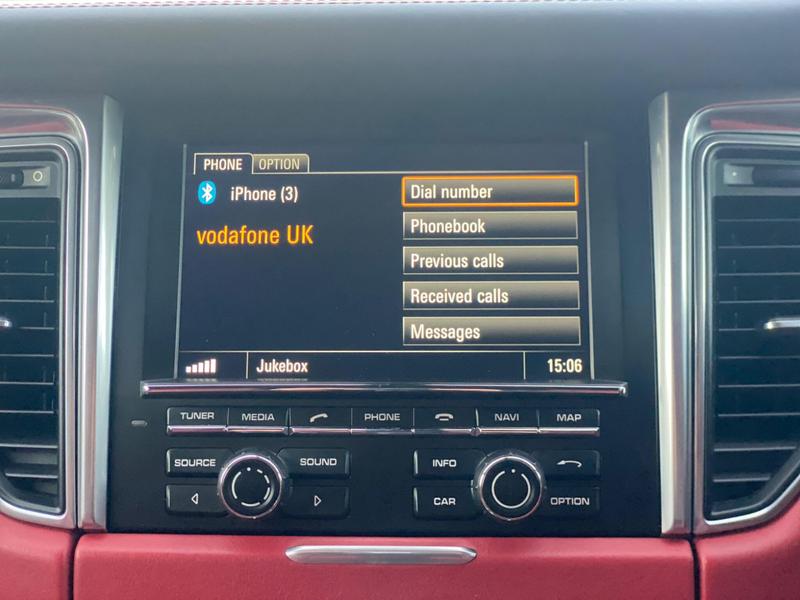 PHONE OPTION
iPhone (3)
vodafone UK
Dial number
Phonebook
Previous calls
Received calls
Messages
Jukebox 15:06
TUNER MEDIA PHONE NAVI MAP
SOURCE SOUND INFO
CAR OPTION